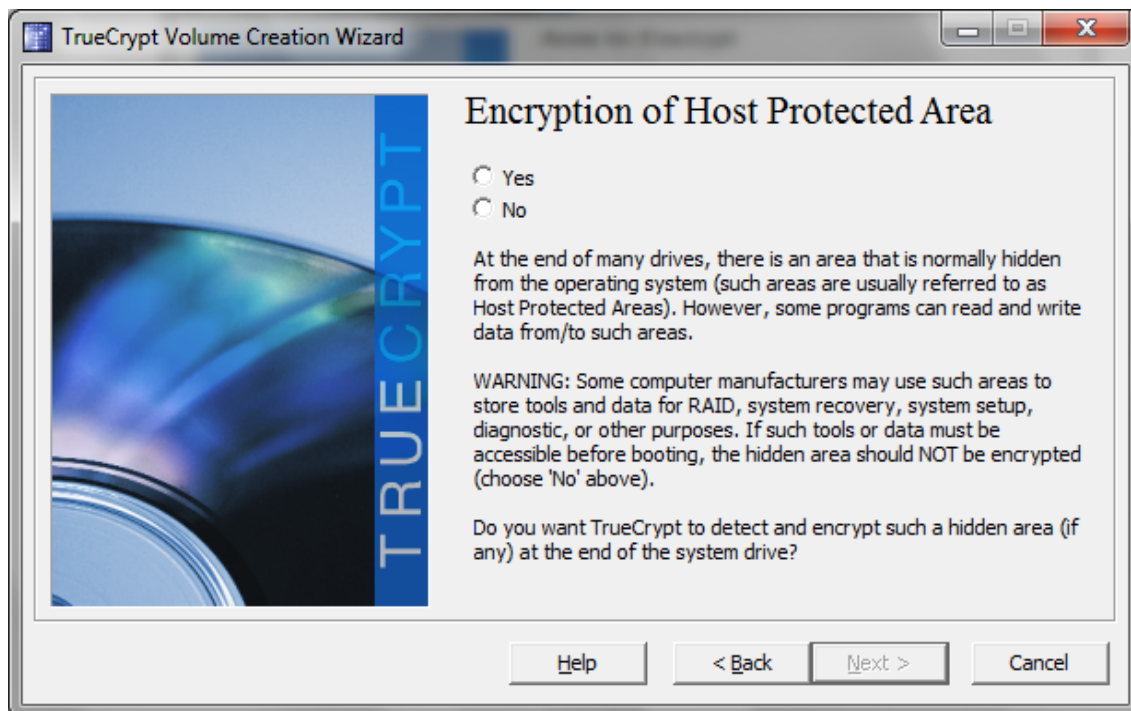 TrueCrypt Volume Creation Wizard
TRUECRYPT
Encryption of Host Protected Area
Yes
No
At the end of many drives, there is an area that is normally hidden
from the operating system (such areas are usually referred to as
Host Protected Areas). However, some programs can read and write
data from/to such areas.
WARNING: Some computer manufacturers may use such areas to
store tools and data for RAID, system recovery, system setup,
diagnostic, or other purposes. If such tools or data must be
accessible before booting, the hidden area should NOT be encrypted
(choose 'No' above).
Do you want TrueCrypt to detect and encrypt such a hidden area (if
any) at the end of the system drive?
Help
< Back
Next >
Cancel